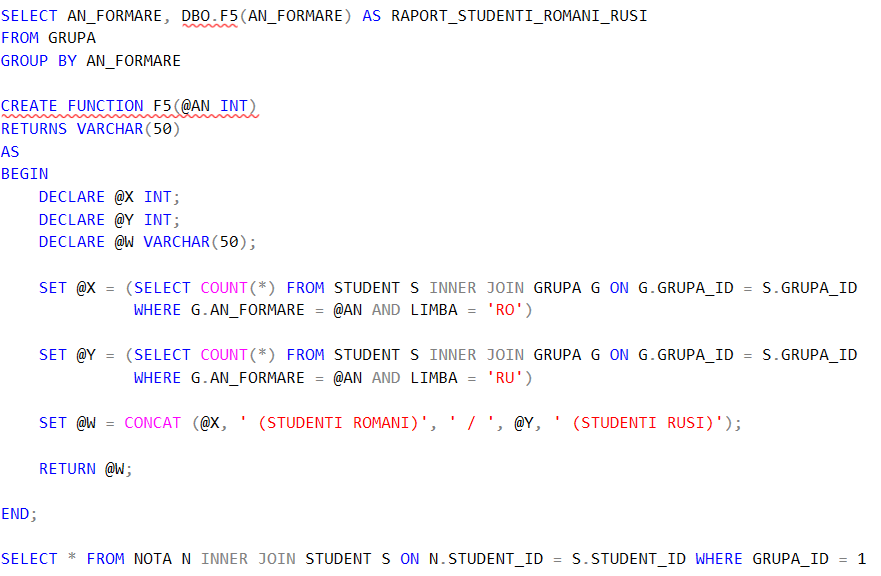 SELECT AN_FORMARE, DBO.F5(AN_FORMARE) AS RAPORT_STUDENTI_ROMANI_RUSI
FROM GRUPA
GROUP BY AN_FORMARE
CREATE FUNCTION F5(@AN INT)
RETURNS VARCHAR(50)
AS
BEGIN
DECLARE @X INT;
DECLARE @Y INT;
DECLARE @W VARCHAR(50);
SET @X = (SELECT COUNT(*) FROM STUDENT S INNER JOIN GRUPA G ON G.GRUPA_ID = S.GRUPA_ID
WHERE G.AN_FORMARE = @AN AND LIMBA = 'RO')
SET @Y = (SELECT COUNT(*) FROM STUDENT S INNER JOIN GRUPA G ON G.GRUPA_ID = S.GRUPA_ID
WHERE G.AN_FORMARE = @AN AND LIMBA = 'RU')
SET @W = CONCAT (@X, ' (STUDENTI ROMANI)', ' / ', @Y, ' (STUDENTI RUSI)');
RETURN @W;
END;
SELECT * FROM NOTA N INNER JOIN STUDENT S ON N.STUDENT_ID = S.STUDENT_ID WHERE GRUPA_ID = 1